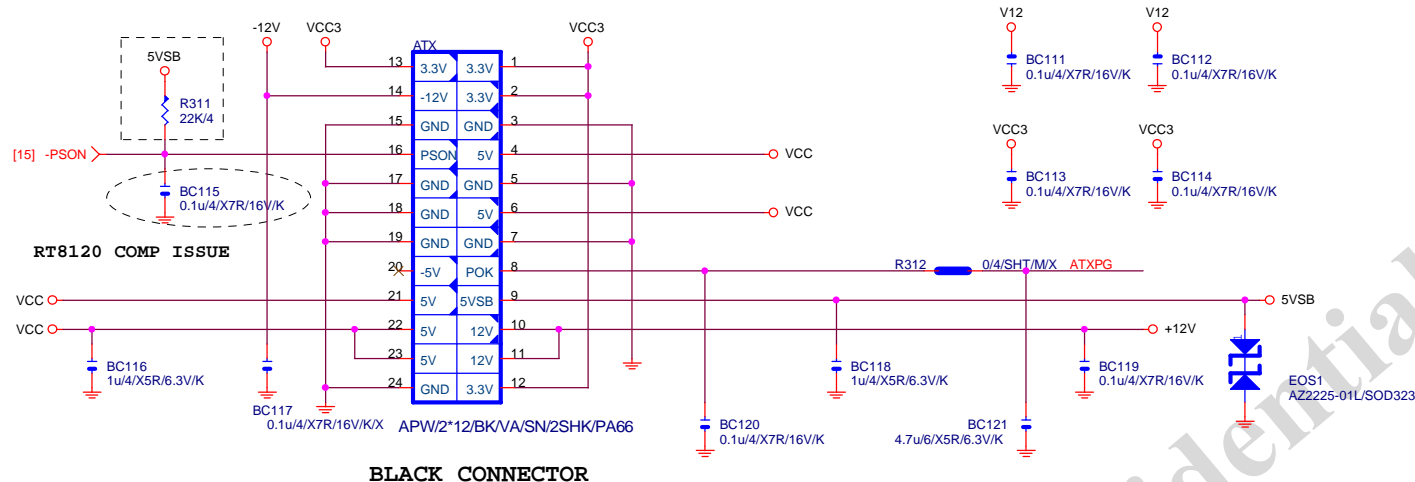 -12V
VCC3
ATX
VCC3
V12
V12
5VSB
R311
22K/4
BC111
0.1u/4/X7R/16V/K
BC112
0.1u/4/X7R/16V/K
VCC3
VCC3
BC113
0.1u/4/X7R/16V/K
BC114
0.1u/4/X7R/16V/K
13 3.3V 3.3V 1
14 -12V 3.3V 2
15 GND GND 3
[15] -PSON 16 PSON 5V 4 VCC
17 GND GND 5
18 GND 5V 6 VCC
19 GND GND 7
20 -5V POK 8
21 5V 5VSB 9
22 5V 12V 10
23 5V 12V 11
24 GND 3.3V 12
BC115
0.1u/4/X7R/16V/K
RT8120 COMP ISSUE
R312 0/4/SHT/M/X ATXPG
VCC
5VSB
VCC
+12V
BC116
1u/4/X5R/6.3V/K
BC117
0.1u/4/X7R/16V/K/X
BC118
1u/4/X5R/6.3V/K
BC119
0.1u/4/X7R/16V/K
1
EOS1
AZ2225-01L/SOD323
APW/2*12/BK/VA/SN/2SHK/PA66
BC120
0.1u/4/X7R/16V/K
BC121
4.7u/6/X5R/6.3V/K
BLACK CONNECTOR
idential